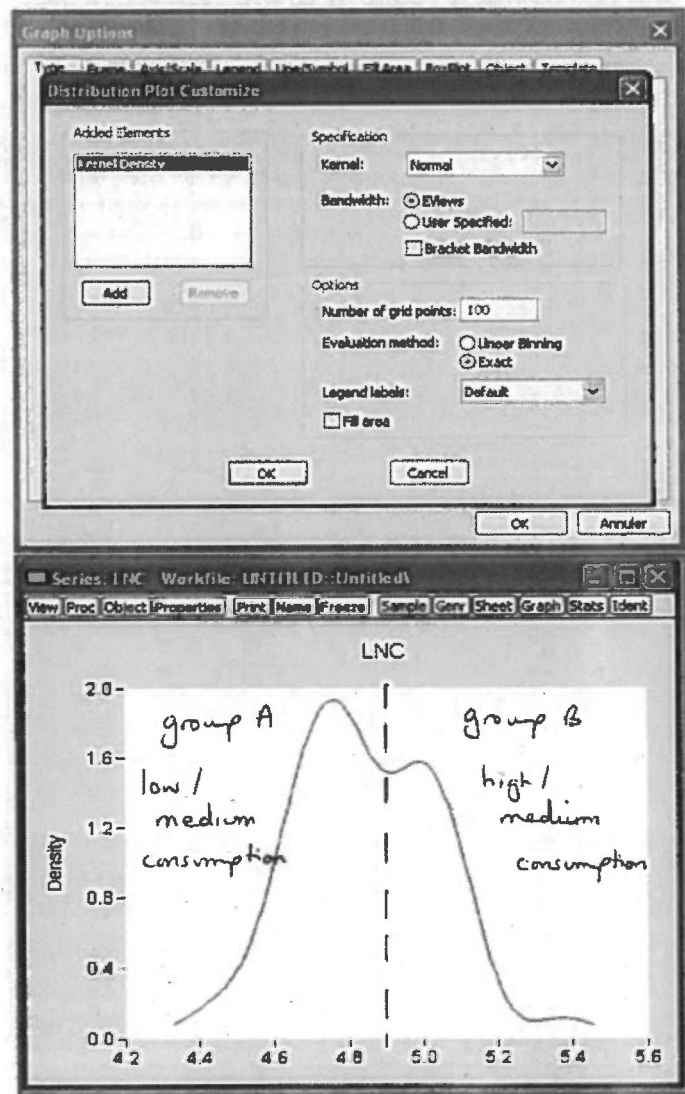 Graph Options
Type Frame Axis/Scale Legend Line/Symbol Fill Area BoxPlot Object Template
Distribution Plot Customize
Added Elements
Kernel Density
Add
Remove
Specification
Kernel: Normal
Bandwidth: EViews
User Specified:
Bracket Bandwidth
Options
Number of grid points: 100
Evaluation method: Linear Binning
Exact
Legend labels: Default
Fill area
OK Cancel
OK Annuler
Series: LNC Workfile: UNTITLED::Untitled\
View Proc Object Properties Print Name Freeze Sample Genr Sheet Graph Stats Ident
LNC
Density
2.0
1.6
1.2
0.8
0.4
0.0
group A
low /
medium
consumption
group B
high /
medium
consumption
4.2 4.4 4.6 4.8 5.0 5.2 5.4 5.6